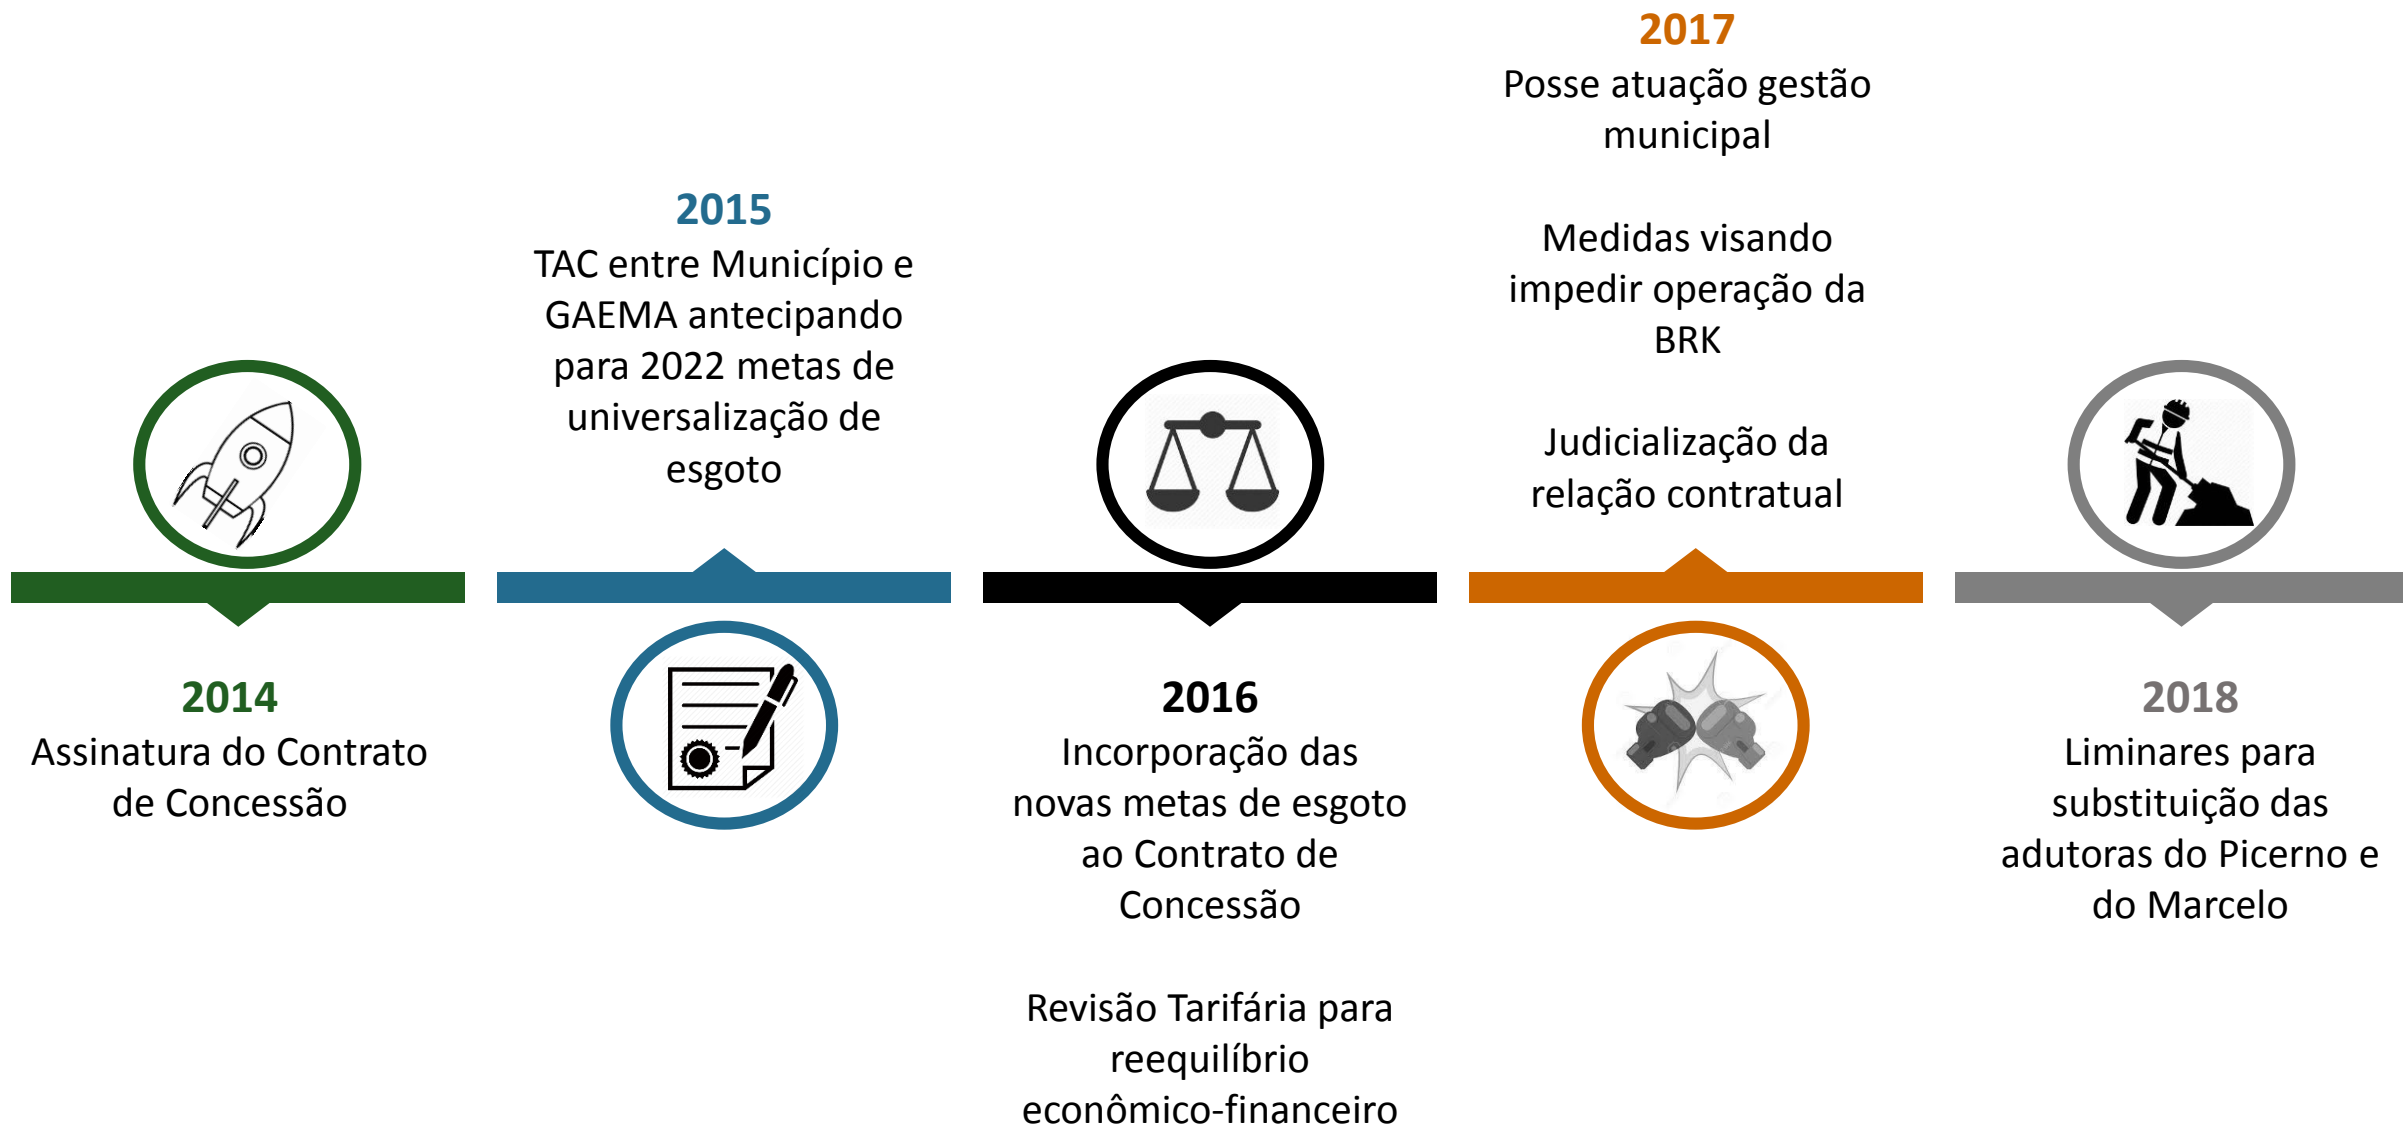 2014
Assinatura do Contrato
de Concessão
2015
TAC entre Município e
GAEMA antecipando
para 2022 metas de
universalização de
esgoto
2016
Incorporação das
novas metas de esgoto
ao Contrato de
Concessão
Revisão Tarifária para
reequilíbrio
econômico-financeiro
2017
Posse atuação gestão
municipal
Medidas visando
impedir operação da
BRK
Judicialização da
relação contratual
2018
Liminares para
substituição das
adutoras do Picerno e
do Marcelo